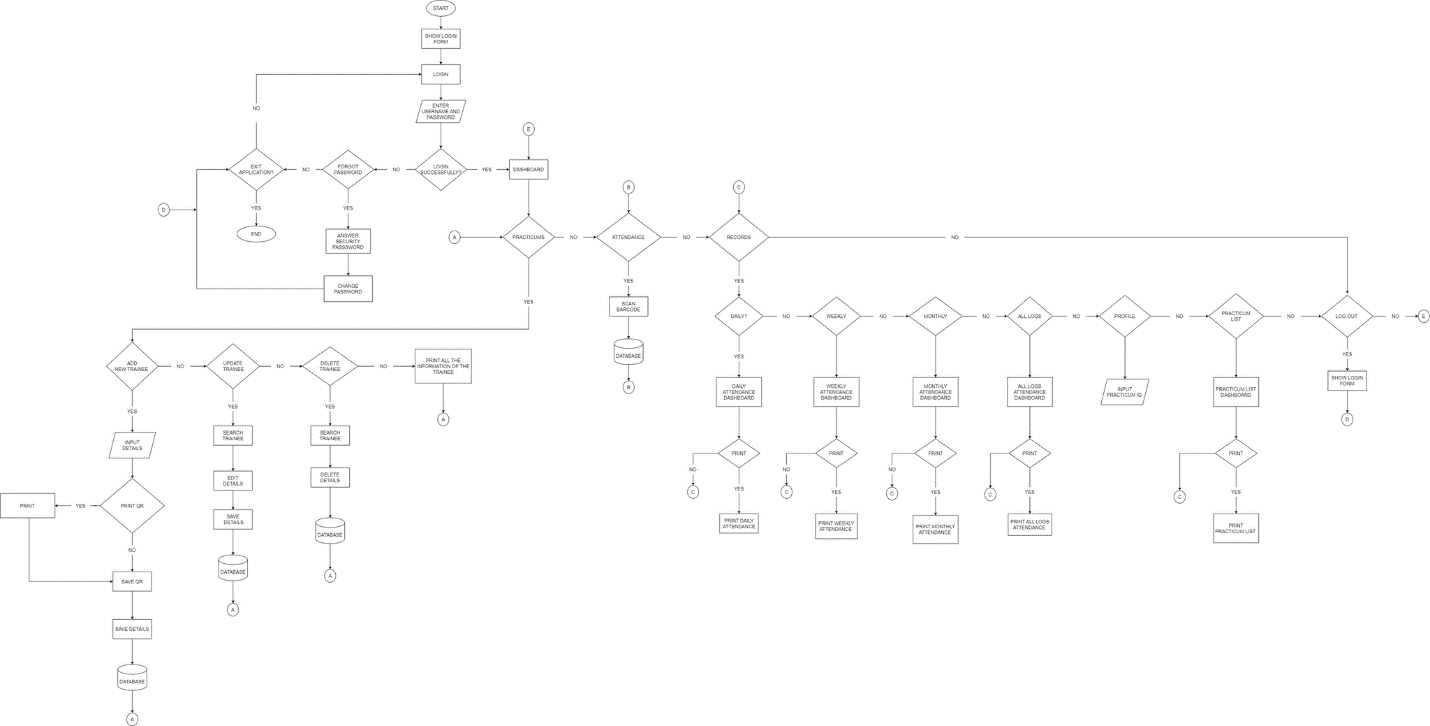 START
SHOW LOGIN
FORM
LOGIN
ENTER
USERNAME AND
PASSWORD
NO
E
EXIT
APPLICATION?
NO
FORGOT
PASSWORD
NO
LOGIN
SUCCESSFULLY?
YES
DASHBOARD
D
YES
YES
END
ANSWER
SECURITY
PASSSWORD
CHANGE
PASSWORD
B
C
A
PRACTICUMS
NO
ATTENDANCE
NO
RECORDS
NO
YES
YES
YES
SCAN
BARCODE
DATABASE
B
DAILY?
NO
WEEKLY
NO
MONTHLY
NO
ALL LOGS
NO
PROFILE
NO
PRACTICUM
LIST
NO
LOG OUT
NO
E
ADD
NEW TRAINEE
NO
UPDATE
TRAINEE
NO
DELETE
TRAINEE
NO
PRINT ALL THE
INFORMATION OF THE
TRAINEE
A
YES
YES
SHOW LOGIN
FORM
D
DAILY
ATTENDANCE
DASHBOARD
WEEKLY
ATTENDANCE
DASHBOARD
MONTHLY
ATTENDANCE
DASHBOARD
ALL LOGS
ATTENDANCE
DASHBOARD
INPUT
PRACTICUM ID
PRACTICUM LIST
DASHBOARD
YES
YES
YES
INPUT
DETAILS
SEARCH
TRAINEE
SEARCH
TRAINEE
PRINT
PRINT
PRINT
PRINT
PRINT
NO
NO
NO
NO
C
C
C
C
C
YES
YES
YES
YES
YES
PRINT DAILY
ATTENDANCE
PRINT WEEKLY
ATTENDANCE
PRINT MONTHLY
ATTENDANCE
PRINT ALL LOGS
ATTENDANCE
PRINT
PRACTICUM LIST
EDIT
DETAILS
DELETE
DETAILS
PRINT
YES
PRINT QR
SAVE
DETAILS
DATABASE
NO
DATABASE
A
SAVE QR
A
SAVE DETAILS
DATABASE
A